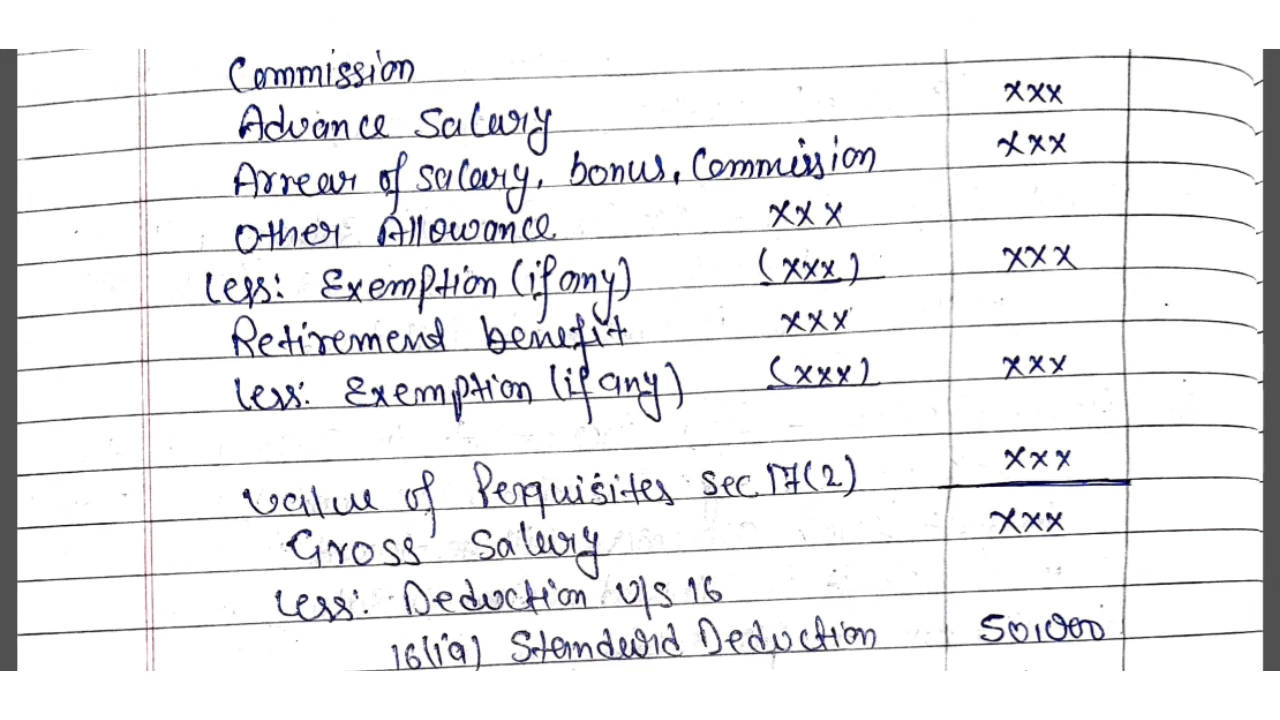 Commission
Advance Salary xxx
Arrear of salary, bonus, Commission xxx
Other Allowance xxx
Less: Exemption (if any) (xxx) xxx
Retirement benefit xxx
Less: Exemption (if any) (xxx) xxx
Value of Perquisites sec 17(2) xxx
Gross Salary xxx
Less: Deduction u/s 16
16(ia) Standard Deduction 50,000